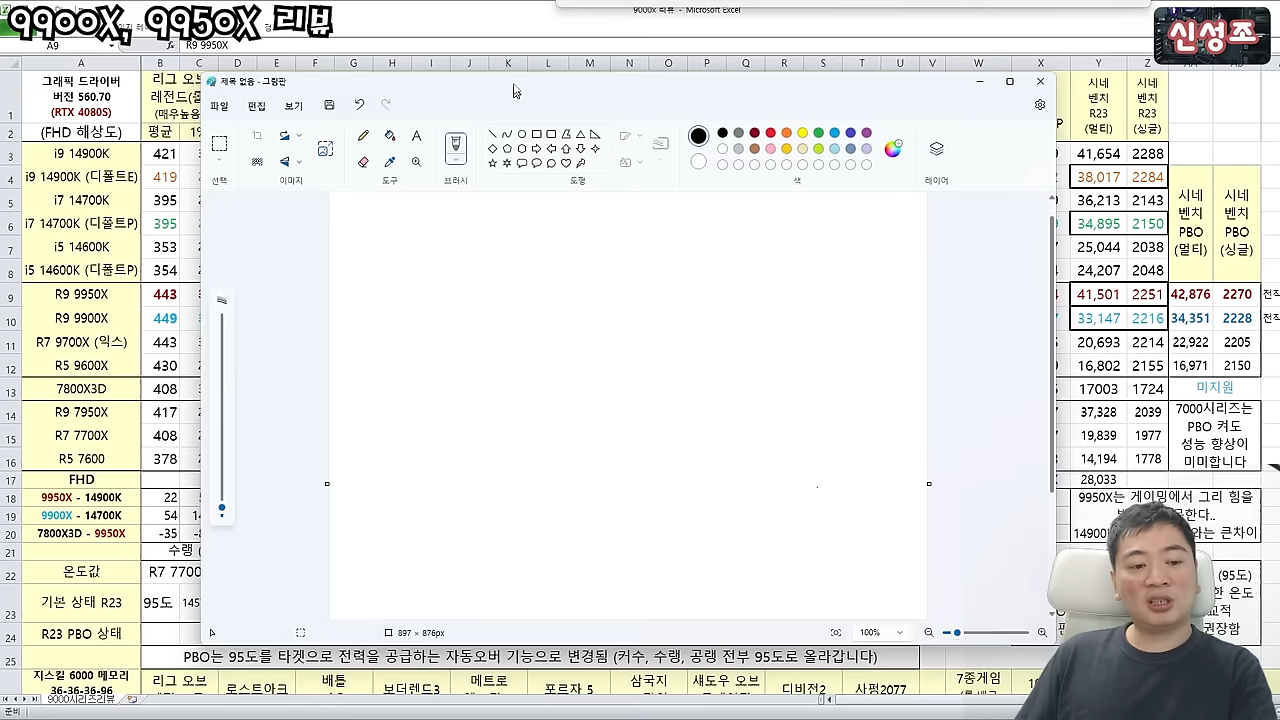 9900X, 9950X 리뷰
9000X 리뷰 - Microsoft Excel
신성조
A9
fx
R9 9950X
A B C D E F G H I L M N O P Q R S T U V W X Y Z
제목 없음 - 그림판
파일 편집 보기
선택 이미지 도구 브러시 도형 색 레이어
897 × 876px
100%
그래픽 드라이버
버전 560.70
(RTX 4080S)
리그 오브
레전드(롤
(매우높음
시네
벤치
R23
(멀티)
시네
벤치
R23
(싱글)
(FHD 해상도) 평균
i9 14900K 421 41,654 2288
i9 14900K (디폴트E) 419 38,017 2284
i7 14700K 395 36,213 2143
i7 14700K (디폴트P) 395 34,895 2150
i5 14600K 353 25,044 2038
i5 14600K (디폴트P) 354 24,207 2048
시네
벤치
PBO
(멀티)
시네
벤치
PBO
(싱글)
R9 9950X 443 41,501 2251 42,876 2270
R9 9900X 449 33,147 2216 34,351 2228
R7 9700X (익스) 443 20,693 2214 22,922 2205
R5 9600X 430 16,802 2155 16,971 2150
7800X3D 408 17003 1724 미지원
R9 7950X 417 37,328 2039
R7 7700X 408 19,839 1977
R5 7600 378 14,194 1778
7000시리즈는
PBO 켜도
성능 향상이
미미합니다
FHD 28,033
9950X - 14900K 22
9900X - 14700K 54
7800X3D - 9950X -35
9950X는 게이밍에서 그리 힘을
와는 큰차이
수랭
온도값 R7 7700
기본 상태 R23 95도 145
R23 PBO 상태
(95도)
한 온도
교적
권장함
PBO는 95도를 타겟으로 전력을 공급하는 자동오버 기능으로 변경됨 (커수, 수랭, 공랭 전부 95도로 올라갑니다)
지스킬 6000 메모리
36-36-36-96
리그 오브 로스트아크 배틀 보더랜드3 메트로 포르자 5 삼국지 섀도우 오브 디비전2 사펑2077 7종게임
9000시리즈리뷰
준비